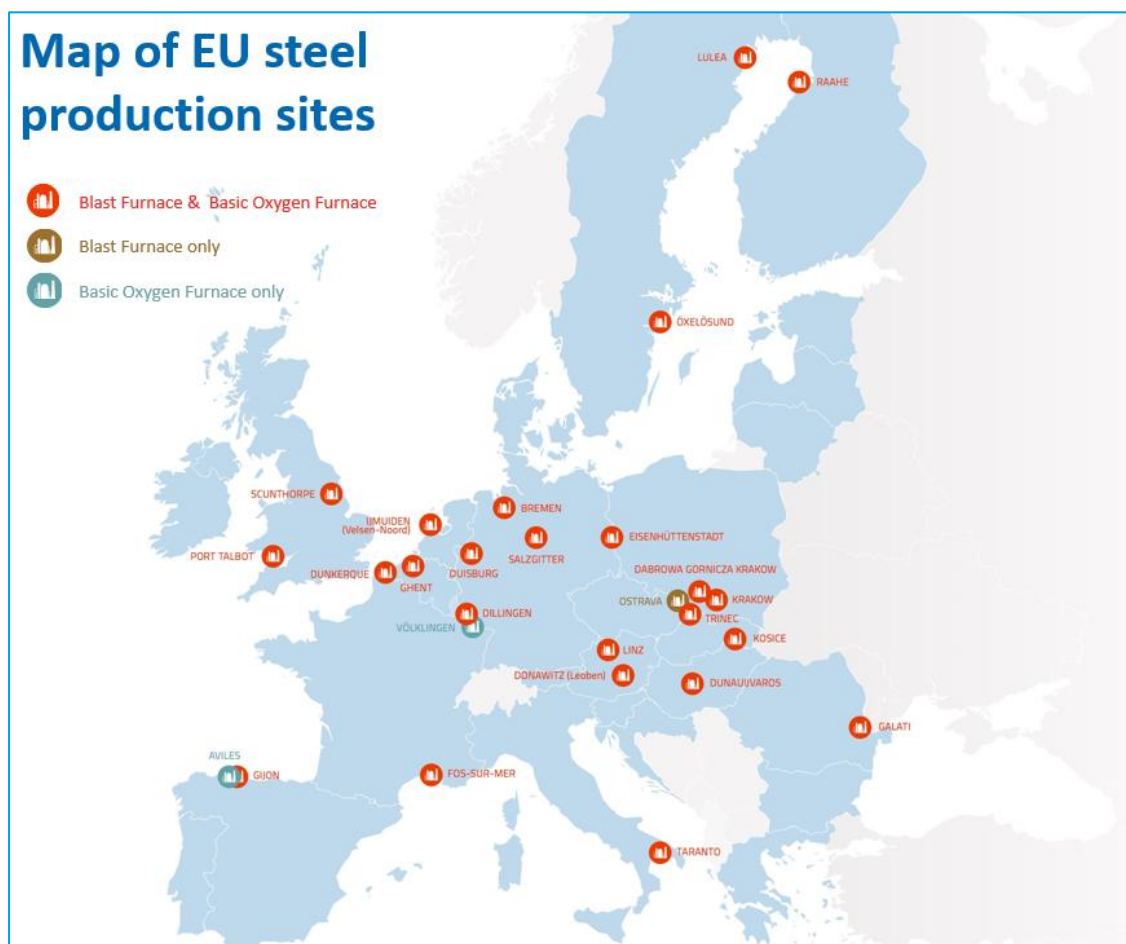 Map of EU steel
production sites
Blast Furnace & Basic Oxygen Furnace
Blast Furnace only
Basic Oxygen Furnace only
LULEA
RAAHE
ÖXELÖSUND
SCUNTHORPE
IJMUIDEN
(Velsen-Noord)
BREMEN
PORT TALBOT
SALZGITTER
EISENHÜTTENSTADT
DUNKERQUE
GHENT
DUISBURG
DABROWA GORNICZA KRAKOW
OSTRAVA
KRAKOW
DILLINGEN
TRINEC
VÖLKLINGEN
KOSICE
LINZ
DONAWITZ (Leoben)
DUNAUJVAROS
GALATI
AVILES
GIJON
FOS-SUR-MER
TARANTO